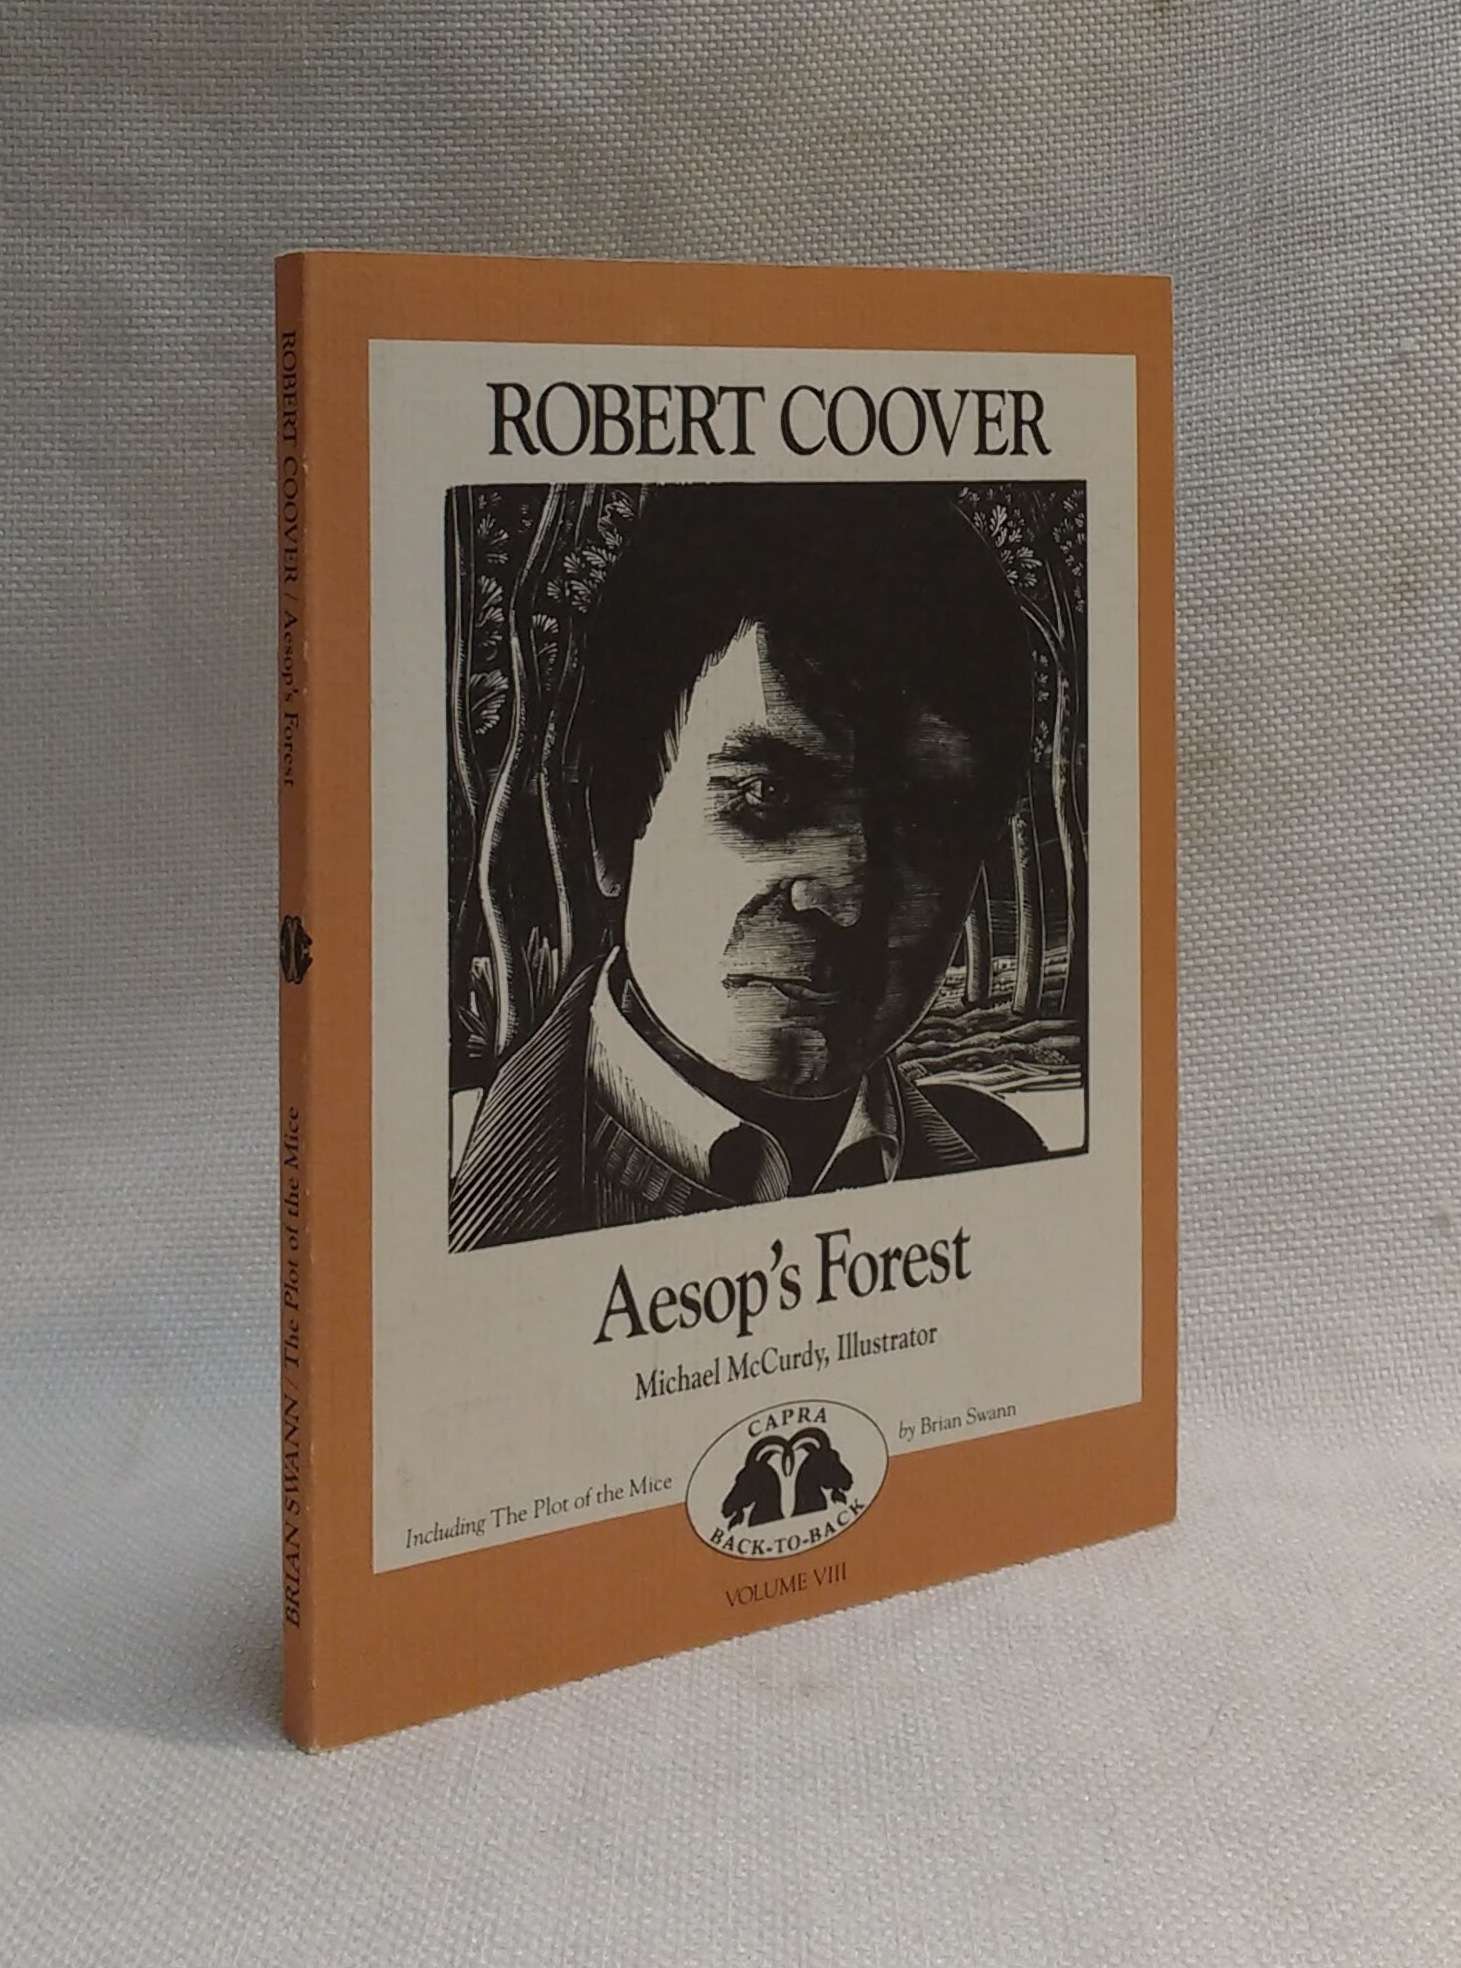 ROBERT COOVER / Aesop's Forest
BRIAN SWANN / The Plot of the Mice
ROBERT COOVER
Aesop's Forest
Michael McCurdy, Illustrator
Including The Plot of the Mice
by Brian Swann
CAPRA
BACK-TO-BACK
VOLUME VIII